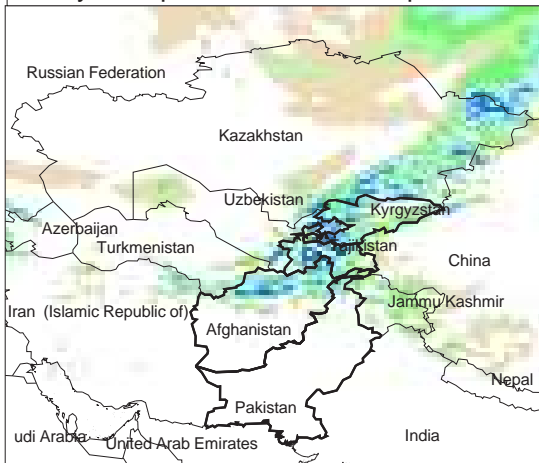 Russian Federation
Kazakhstan
Uzbekistan
Kyrgyzstan
Azerbaijan
Turkmenistan
Tajikistan
China
Iran (Islamic Republic of)
Jammu Kashmir
Afghanistan
Nepal
Pakistan
udi Arabia
United Arab Emirates
India